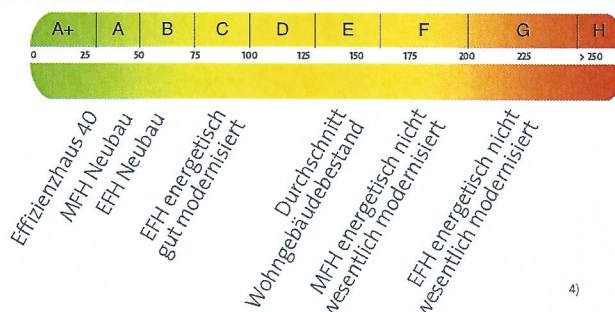 A+ A B C D E F G H
0 25 50 75 100 125 150 175 200 225 > 250
Effizienzhaus 40
MFH Neubau
EFH Neubau
EFH energetisch
gut modernisiert
Durchschnitt
Wohngebäudebestand
MFH energetisch nicht
wesentlich modernisiert
EFH energetisch nicht
wesentlich modernisiert
4)